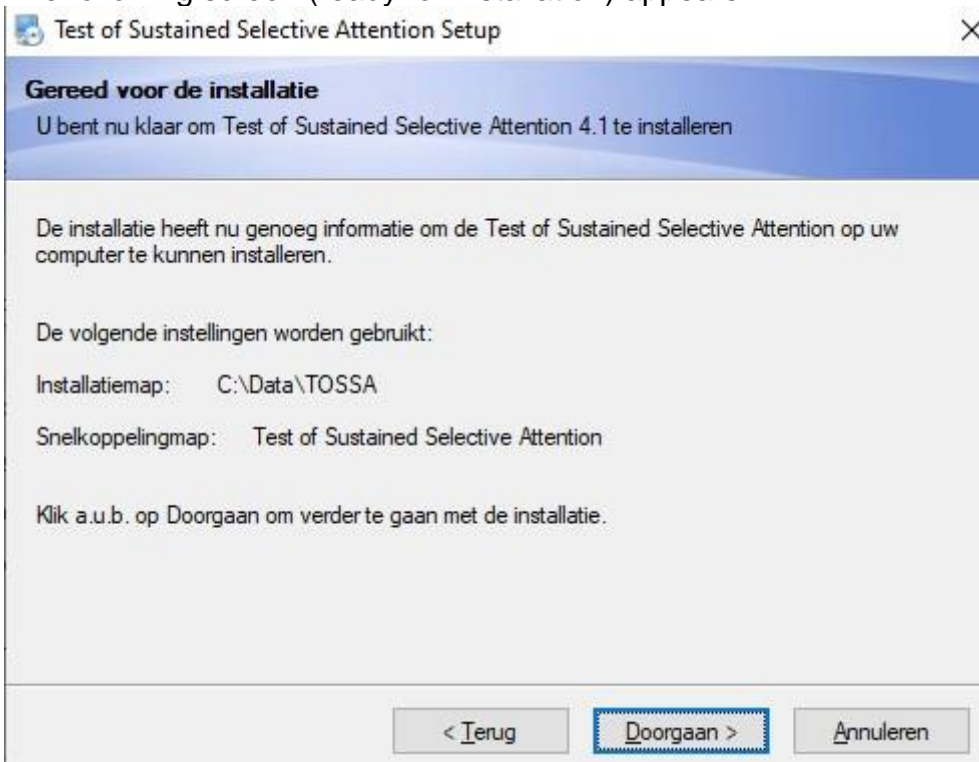 Test of Sustained Selective Attention Setup
Gereed voor de installatie
U bent nu klaar om Test of Sustained Selective Attention 4.1 te installeren
De installatie heeft nu genoeg informatie om de Test of Sustained Selective Attention op uw
computer te kunnen installeren.
De volgende instellingen worden gebruikt:
Installatiemap: C:\Data\TOSSA
Snelkoppelingmap: Test of Sustained Selective Attention
Klik a.u.b. op Doorgaan om verder te gaan met de installatie.
< Terug Doorgaan > Annuleren